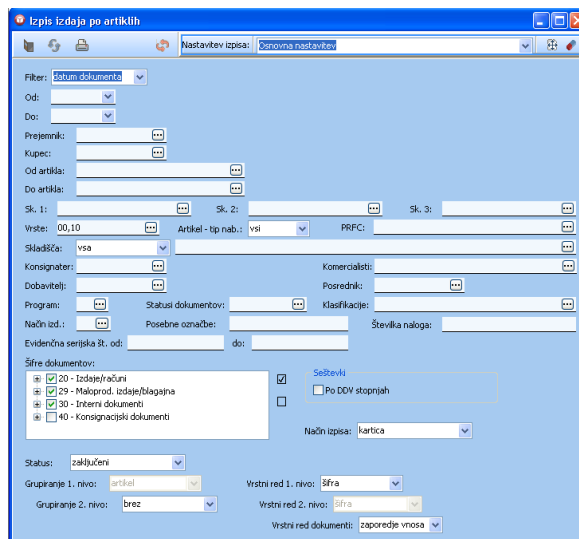 Izpis izdaja po artiklih
Nastavitev izpisa: Osnovna nastavitev
Filter: datum dokumenta
Od:
Do:
Prejemnik:
Kupec:
Od artikla:
Do artikla:
Sk. 1: Sk. 2: Sk. 3:
Vrste: 00,10 Artikel - tip nab.: vsi PRFC:
Skladišča: vsa
Konsignater: Komercialisti:
Dobavitelj: Posrednik:
Program: Statusi dokumentov: Klasifikacije:
Način izd.: Posebne označbe: Številka naloga:
Evidenčna serijska št. od: do:
Šifre dokumentov:
20 - Izdaje/računi
29 - Maloprod. izdaje/blagajna
30 - Interni dokumenti
40 - Konsignacijski dokumenti
Seštevki
Po DDV stopnjah
Način izpisa: kartica
Status: zaključeni
Grupiranje 1. nivo: artikel Vrstni red 1. nivo: šifra
Grupiranje 2. nivo: brez Vrstni red 2. nivo: šifra
Vrstni red dokumenti: zaporedje vnosa